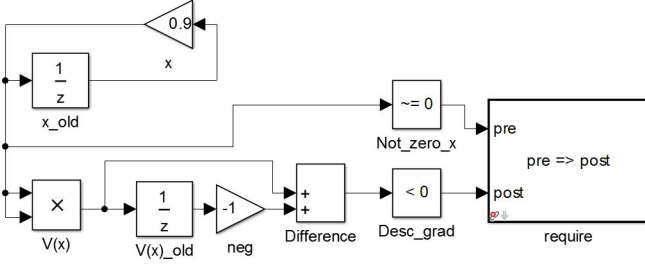 0.9
x
1
z
x_old
~= 0
Not_zero_x
pre
pre => post
post
require
×
V(x)
1
z
V(x)_old
-1
neg
+
+
Difference
< 0
Desc_grad